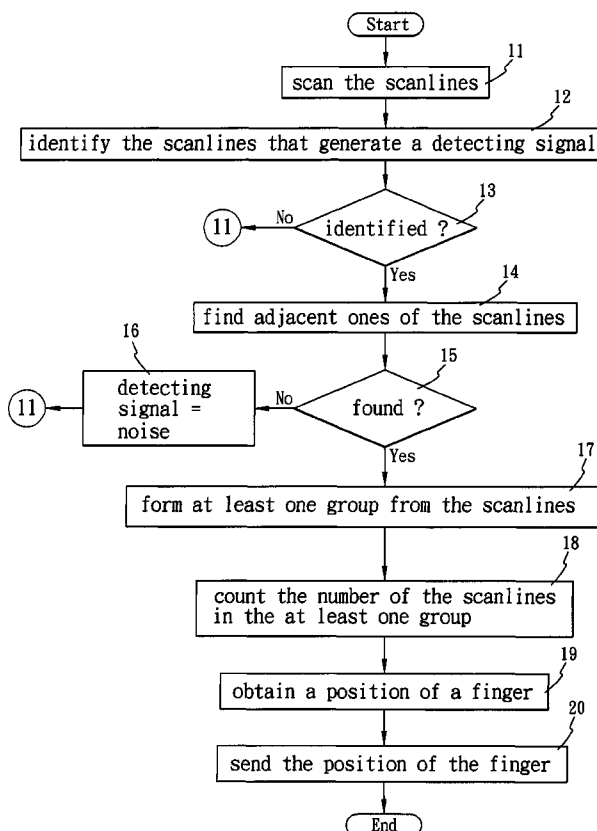 Start
11
scan the scanlines
12
identify the scanlines that generate a detecting signal
13
identified ?
No
11
Yes
14
find adjacent ones of the scanlines
16
15
detecting
signal =
noise
found ?
No
11
Yes
17
form at least one group from the scanlines
18
count the number of the scanlines
in the at least one group
19
obtain a position of a finger
20
send the position of the finger
End